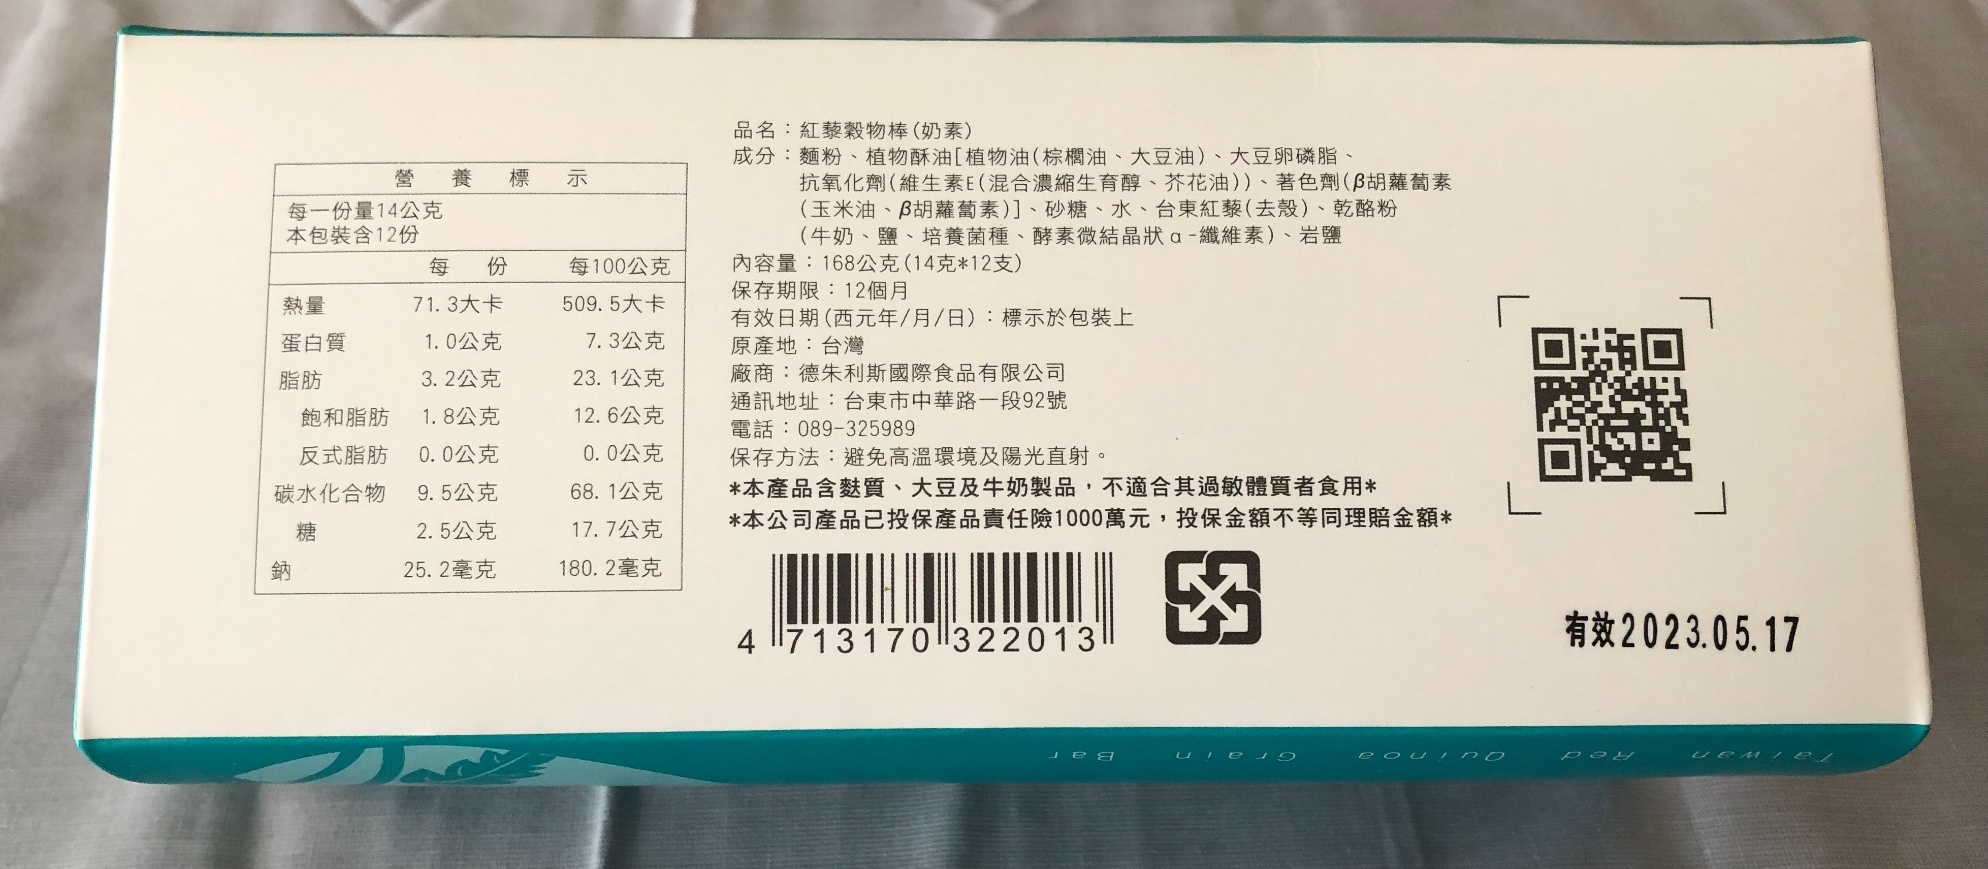 營養標示
每一份量14公克
本包裝含12份
每份 每100公克
熱量 71.3大卡 509.5大卡
蛋白質 1.0公克 7.3公克
脂肪 3.2公克 23.1公克
飽和脂肪 1.8公克 12.6公克
反式脂肪 0.0公克 0.0公克
碳水化合物 9.5公克 68.1公克
糖 2.5公克 17.7公克
鈉 25.2毫克 180.2毫克
品名：紅藜穀物棒(奶素)
成分：麵粉、植物酥油[植物油(棕櫚油、大豆油)、大豆卵磷脂、
抗氧化劑(維生素E(混合濃縮生育醇、芥花油))、著色劑(β胡蘿蔔素
(玉米油、β胡蘿蔔素)]、砂糖、水、台東紅藜(去殼)、乾酪粉
(牛奶、鹽、培養菌種、酵素微結晶狀α-纖維素)、岩鹽
內容量：168公克(14克*12支)
保存期限：12個月
有效日期(西元年/月/日)：標示於包裝上
原產地：台灣
廠商：德朱利斯國際食品有限公司
通訊地址：台東市中華路一段92號
電話：089-325989
保存方法：避免高溫環境及陽光直射。
*本產品含麩質、大豆及牛奶製品，不適合其過敏體質者食用*
*本公司產品已投保產品責任險1000萬元，投保金額不等同理賠金額*
4 713170 322013
有效2023.05.17
Taiwan Red Quinoa Grain Bar